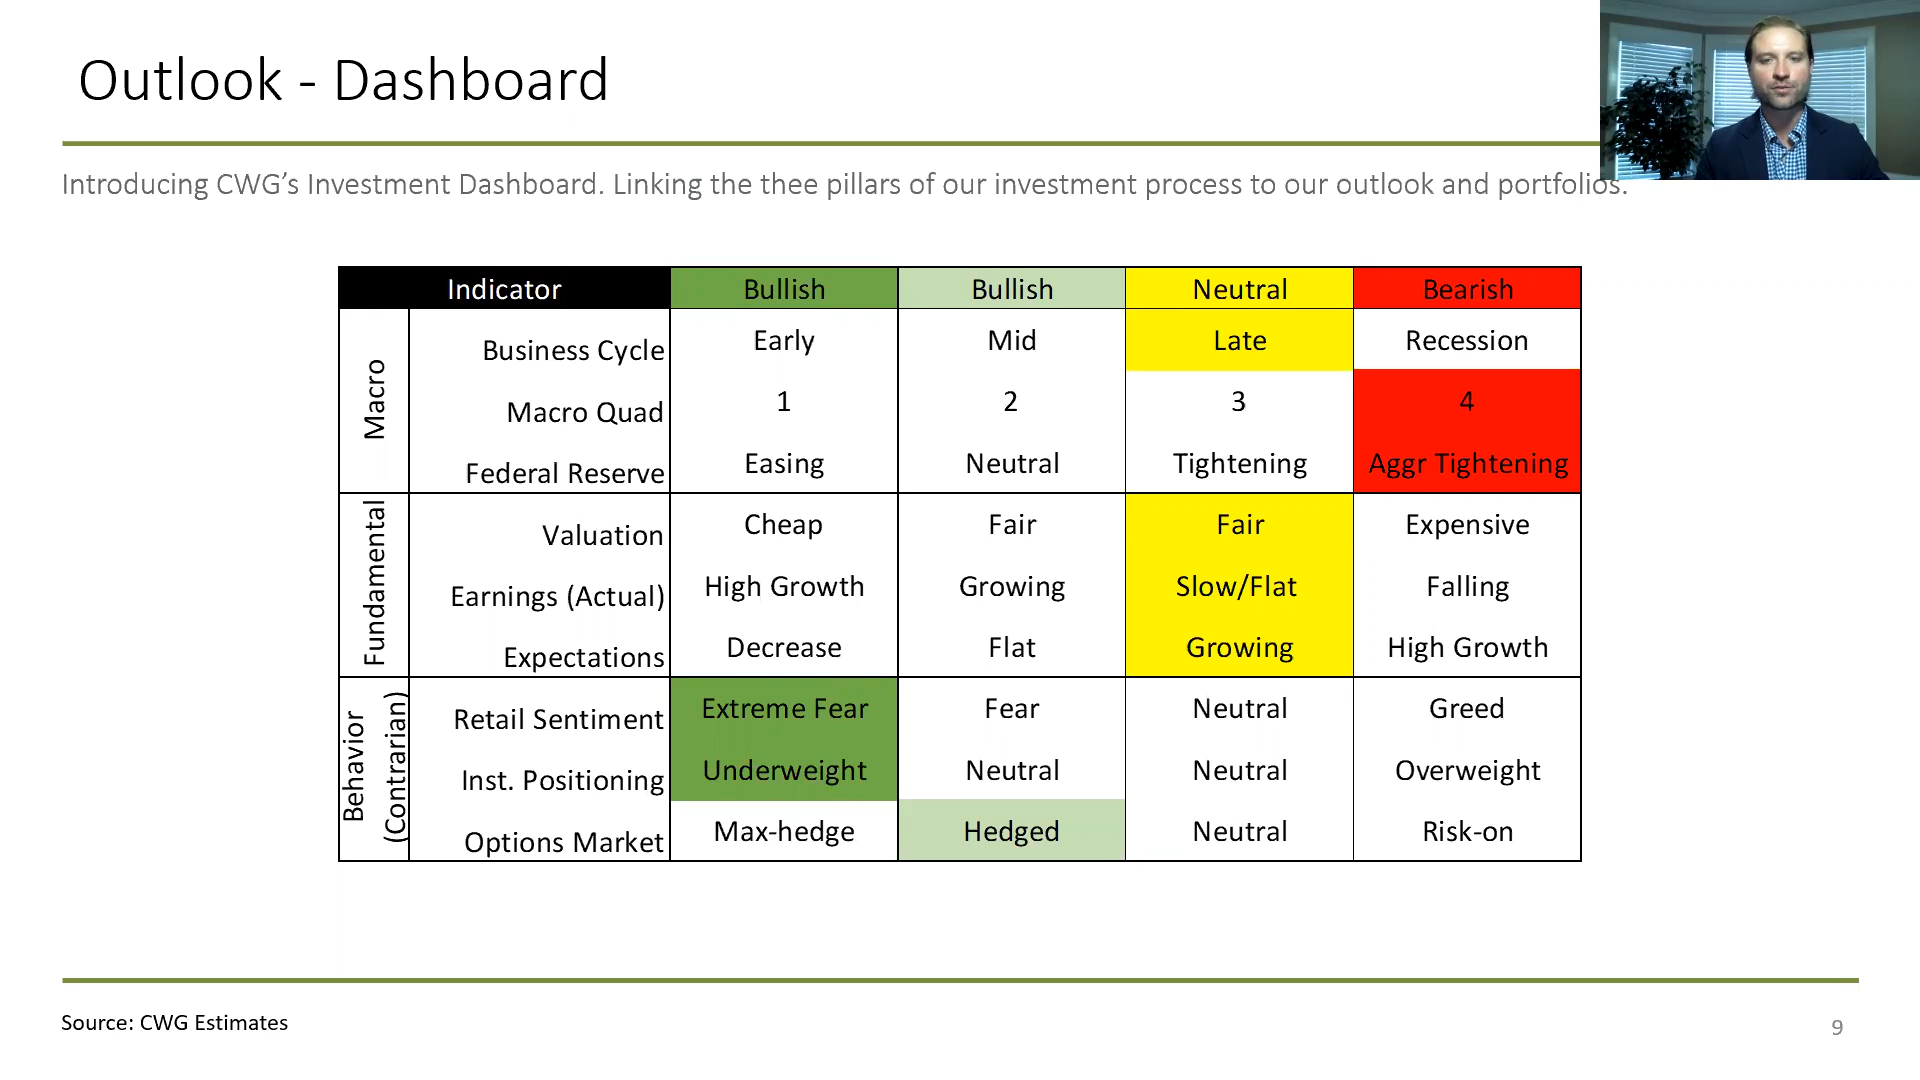 Outlook - Dashboard
Introducing CWG's Investment Dashboard. Linking the thee pillars of our investment process to our outlook and portfolios.
Indicator Bullish Bullish Neutral Bearish
Macro
Business Cycle Early Mid Late Recession
Macro Quad 1 2 3 4
Federal Reserve Easing Neutral Tightening Aggr Tightening
Fundamental
Valuation Cheap Fair Fair Expensive
Earnings (Actual) High Growth Growing Slow/Flat Falling
Expectations Decrease Flat Growing High Growth
Behavior
(Contrarian)
Retail Sentiment Extreme Fear Fear Neutral Greed
Inst. Positioning Underweight Neutral Neutral Overweight
Options Market Max-hedge Hedged Neutral Risk-on
Source: CWG Estimates
9